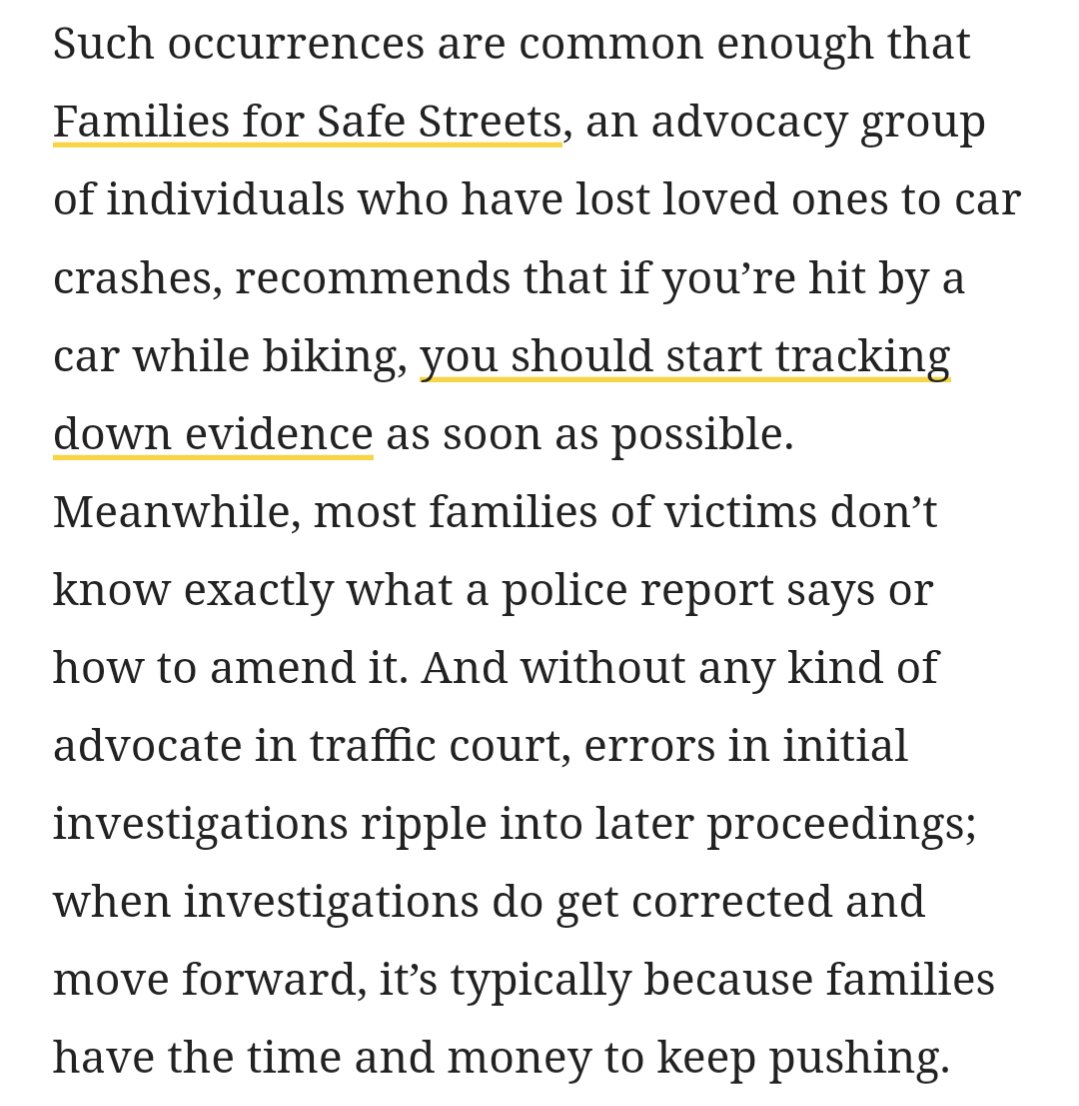 Such occurrences are common enough that
Families for Safe Streets, an advocacy group
of individuals who have lost loved ones to car
crashes, recommends that if you’re hit by a
car while biking, you should start tracking
down evidence as soon as possible.
Meanwhile, most families of victims don’t
know exactly what a police report says or
how to amend it. And without any kind of
advocate in traffic court, errors in initial
investigations ripple into later proceedings;
when investigations do get corrected and
move forward, it’s typically because families
have the time and money to keep pushing.